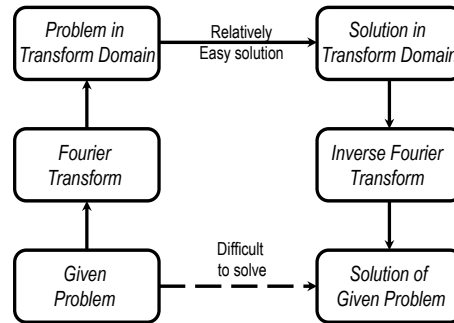 Problem in
Transform Domain
Relatively
Easy solution
Solution in
Transform Domain
Fourier
Transform
Inverse Fourier
Transform
Given
Problem
Difficult
to solve
Solution of
Given Problem